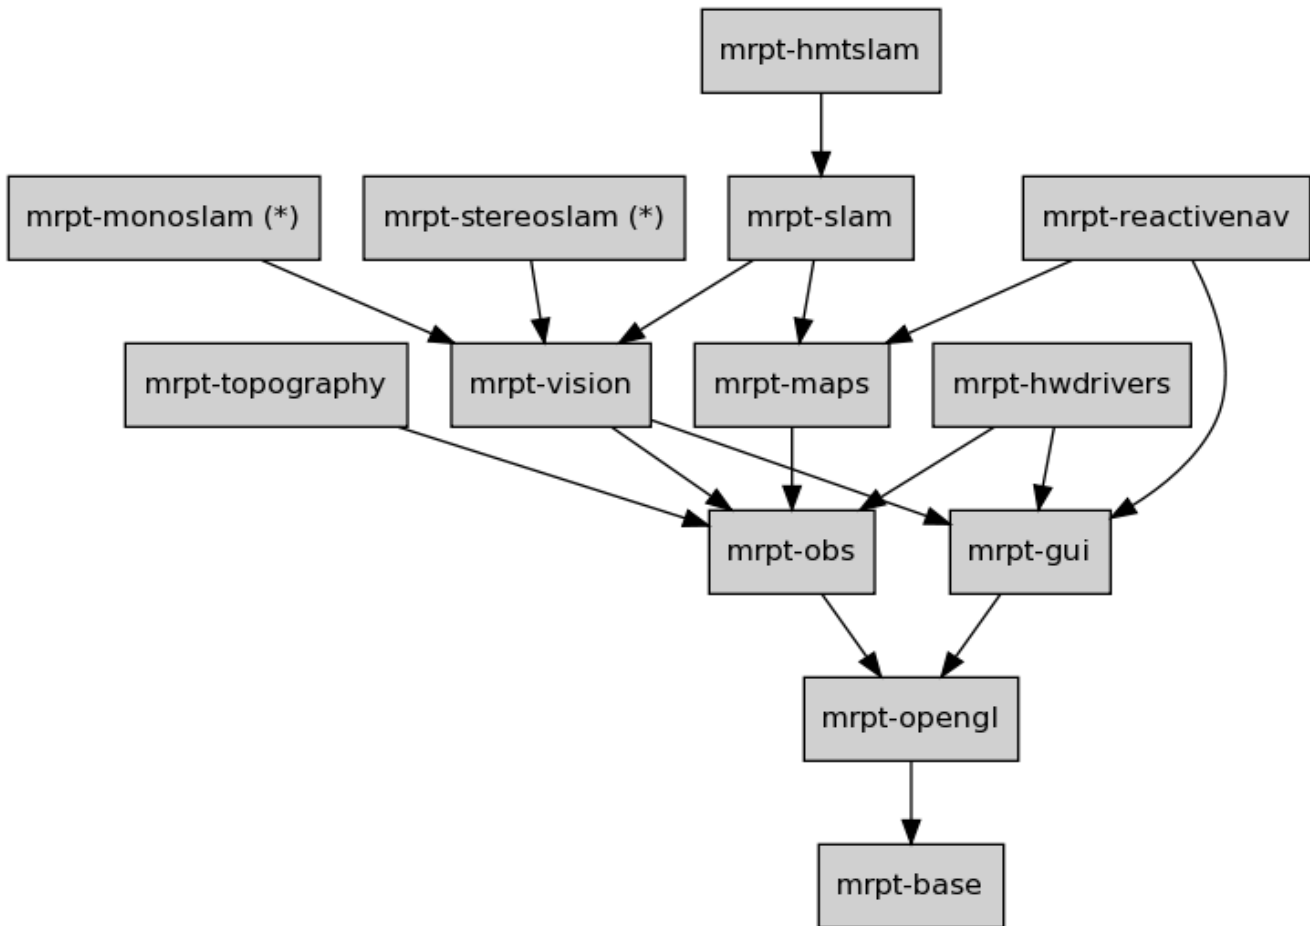 mrpt-hmtslam
mrpt-monoslam (*)
mrpt-stereoslam (*)
mrpt-slam
mrpt-reactivenav
mrpt-topography
mrpt-vision
mrpt-maps
mrpt-hwdrivers
mrpt-obs
mrpt-gui
mrpt-opengl
mrpt-base